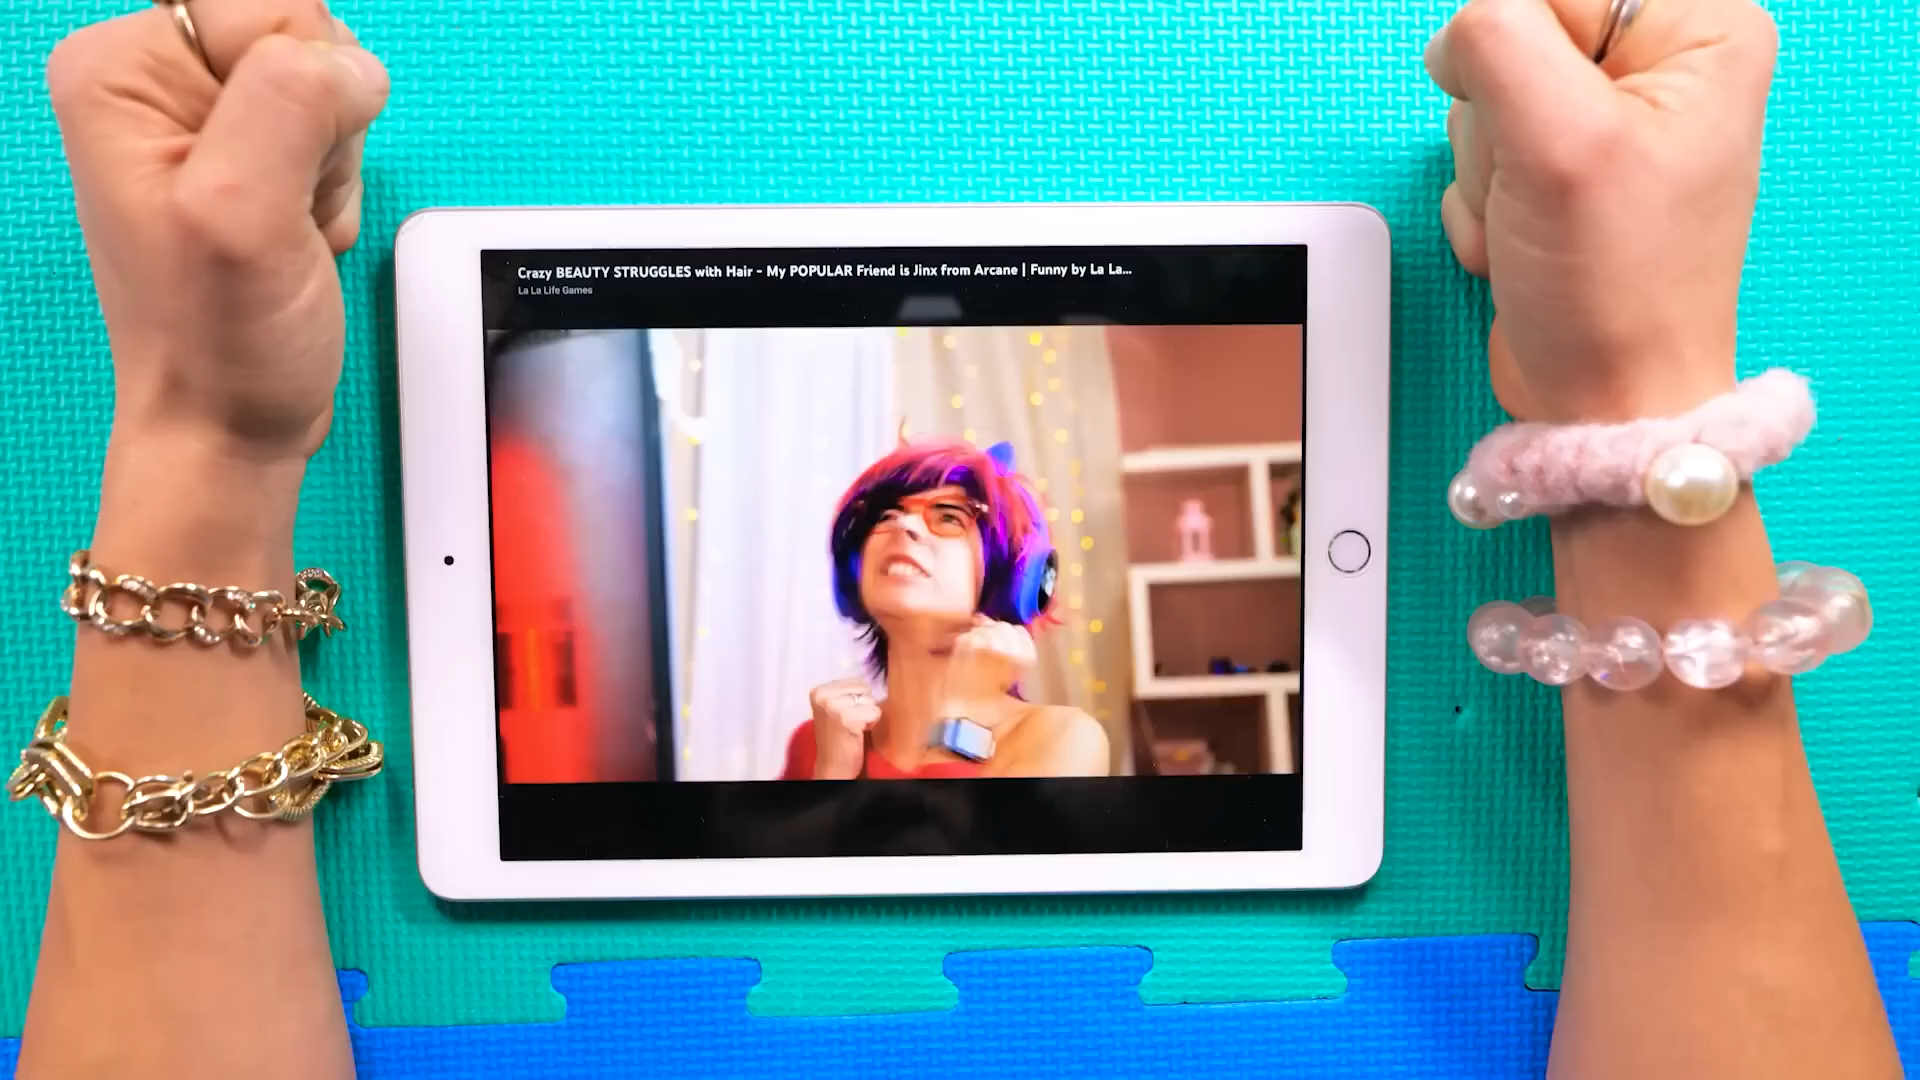 Crazy BEAUTY STRUGGLES with Hair - My POPULAR Friend is Jinx from Arcane | Funny by La La...
La La Life Games